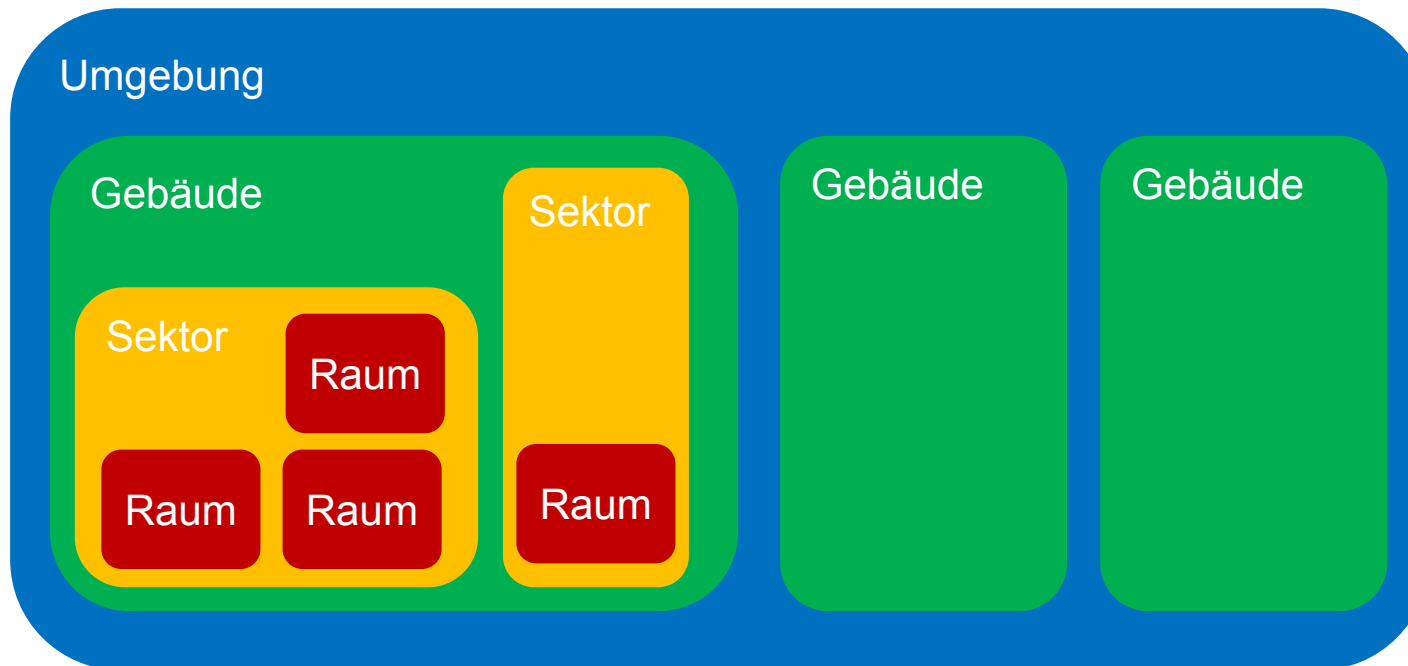 Umgebung
Gebäude
Sektor
Sektor
Raum
Raum
Raum
Raum
Gebäude
Gebäude